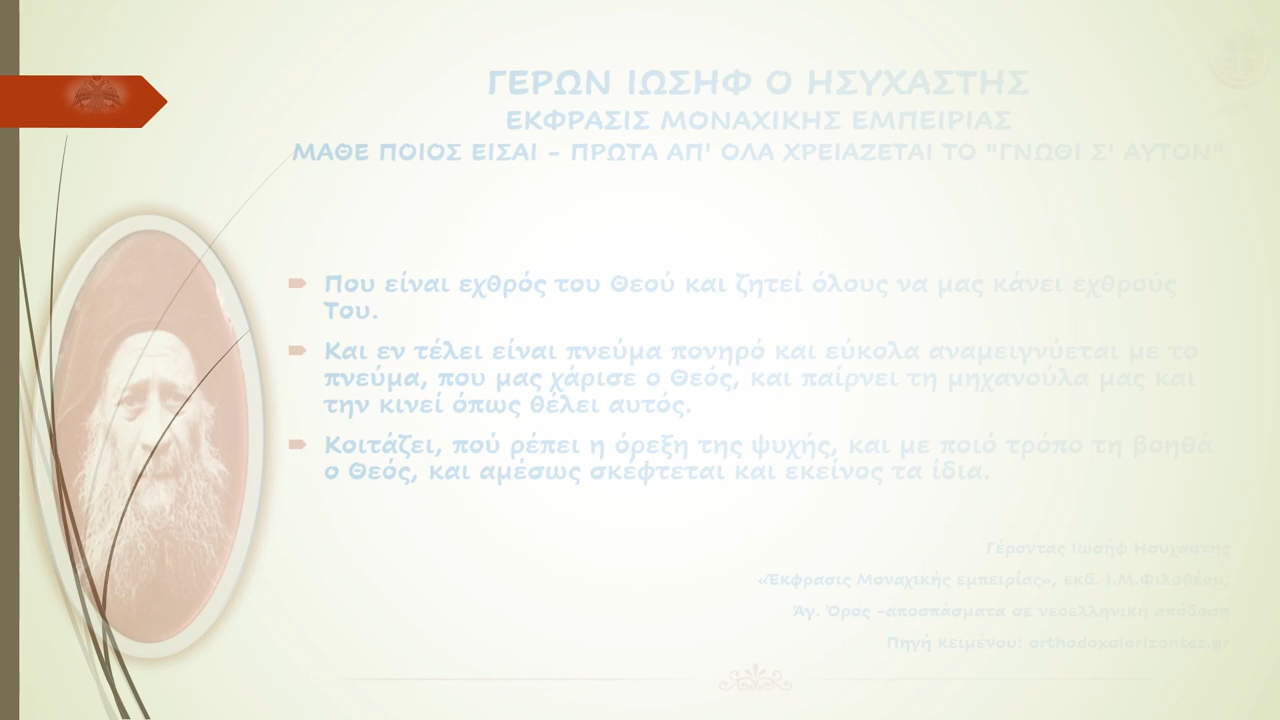 ΓΕΡΩΝ ΙΩΣΗΦ Ο ΗΣΥΧΑΣΤΗΣ
ΕΚΦΡΑΣΙΣ ΜΟΝΑΧΙΚΗΣ ΕΜΠΕΙΡΙΑΣ
ΜΑΘΕ ΠΟΙΟΣ ΕΙΣΑΙ – ΠΡΩΤΑ ΑΠ' ΟΛΑ ΧΡΕΙΑΖΕΤΑΙ ΤΟ "ΓΝΩΘΙ Σ' ΑΥΤΟΝ"
Που είναι εχθρός του Θεού και ζητεί όλους να μας κάνει εχθρούς
Του.
Και εν τέλει είναι πνεύμα πονηρό και εύκολα αναμειγνύεται με το
πνεύμα, που μας χάρισε ο Θεός, και παίρνει τη μηχανούλα μας και
την κινεί όπως θέλει αυτός.
Κοιτάζει, πού ρέπει η όρεξη της ψυχής, και με ποιό τρόπο τη βοηθά
ο Θεός, και αμέσως σκέφτεται και εκείνος τα ίδια.
Γέροντας Ιωσήφ Ησυχαστης
«Έκφρασις Μοναχικής εμπειρίας», εκδ. Ι.Μ.Φιλοθέου,
Άγ. Όρος –αποσπάσματα σε νεοελληνική απόδοση
Πηγή κειμένου: orthodoxoiorizontes.gr